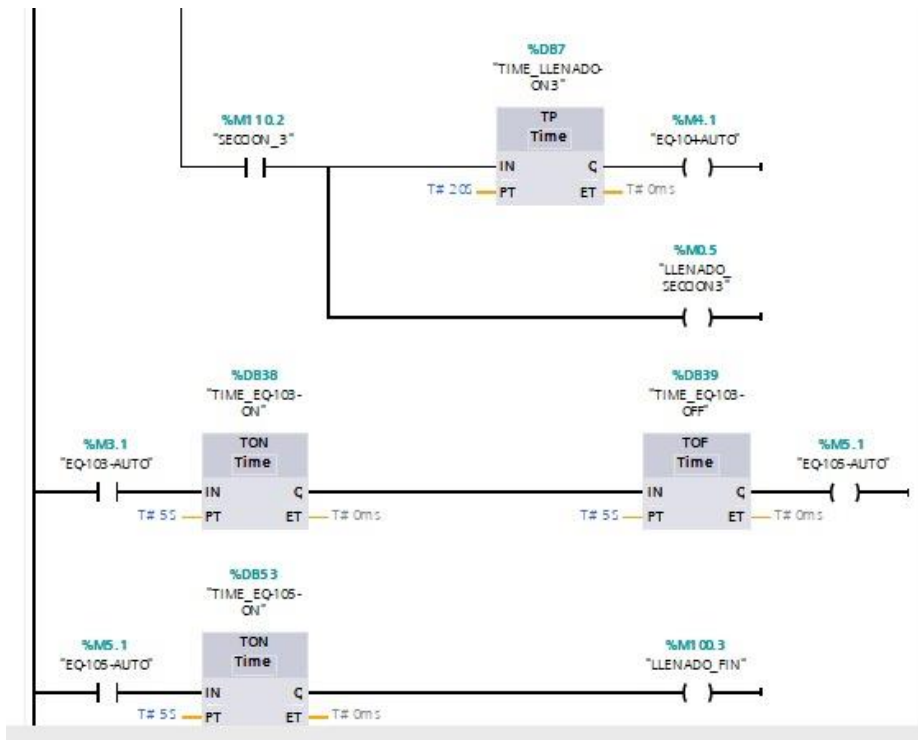 %DB7
"TIME_LLENADO-
ON3"
%M110.2
"SECCION_3"
TP
Time
%M4.1
"EQ-104-AUTO"
IN
Q
T# 20S
PT
ET
T# 0ms
%M0.5
"LLENADO_
SECCION3"
%DB38
"TIME_EQ-103-
ON"
%DB39
"TIME_EQ-103-
OFF"
%M3.1
"EQ-103-AUTO"
TON
Time
TOF
Time
%M5.1
"EQ-105-AUTO"
IN
Q
IN
Q
T# 5S
PT
ET
T# 0ms
T# 5S
PT
ET
T# 0ms
%DB53
"TIME_EQ-105-
ON"
%M5.1
"EQ-105-AUTO"
TON
Time
%M100.3
"LLENADO_FIN"
IN
Q
T# 5S
PT
ET
T# 0ms